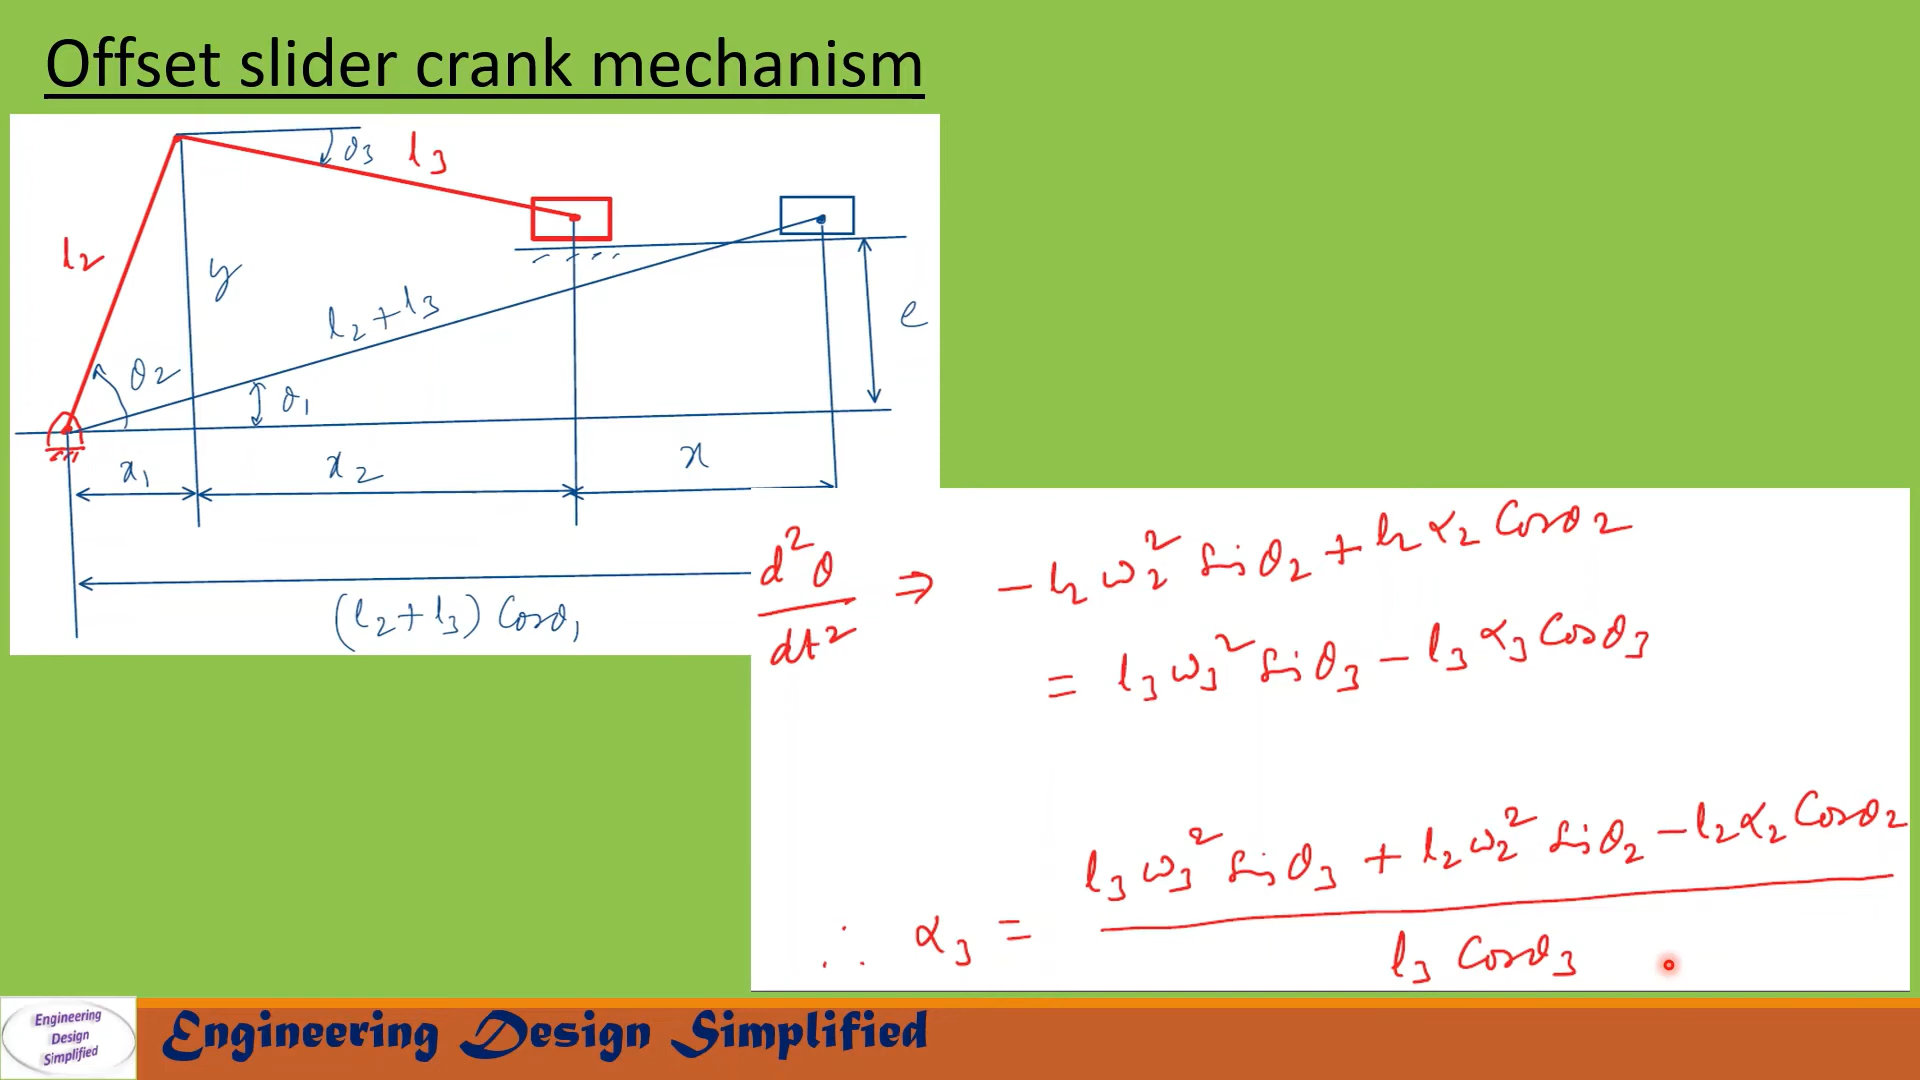 Offset slider crank mechanism
θ3 l3
l2
y
l2+l3
e
θ2
θ1
x1 x2 x
(l2+l3) Cosθ1
d²θ/dt² ⇒ -l2 ω2² Sinθ2 + l2 α2 Cosθ2
= l3 ω3² Sinθ3 - l3 α3 Cosθ3
∴ α3 = (l3 ω3² Sinθ3 + l2 ω2² Sinθ2 - l2 α2 Cosθ2) / (l3 Cosθ3)
Engineering
Design
Simplified
Engineering Design Simplified